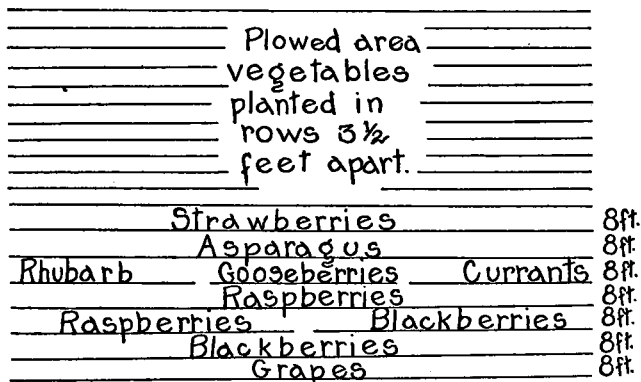 Plowed area
vegetables
planted in
rows 3½
feet apart.
Strawberries 8ft.
Asparagus 8ft.
Rhubarb Gooseberries Currants 8ft.
Raspberries 8ft.
Raspberries Blackberries 8ft.
Blackberries 8ft.
Grapes 8ft.